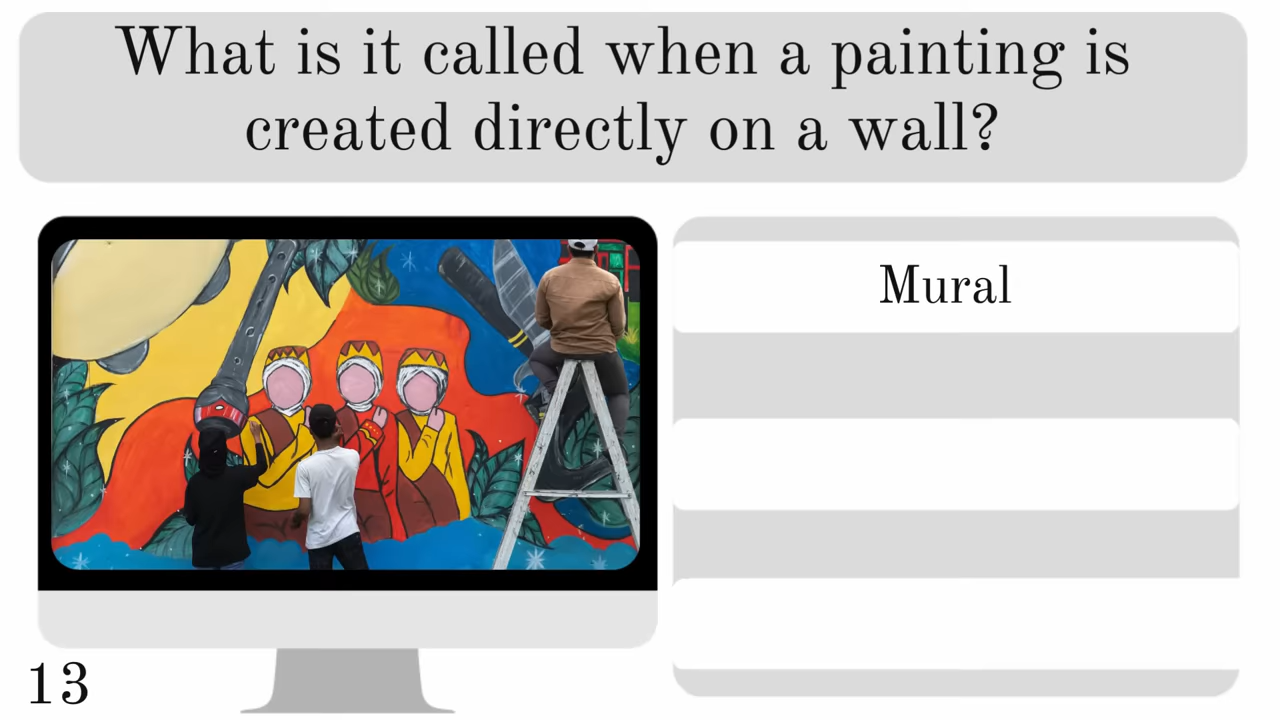 What is it called when a painting is
created directly on a wall?
Mural
13